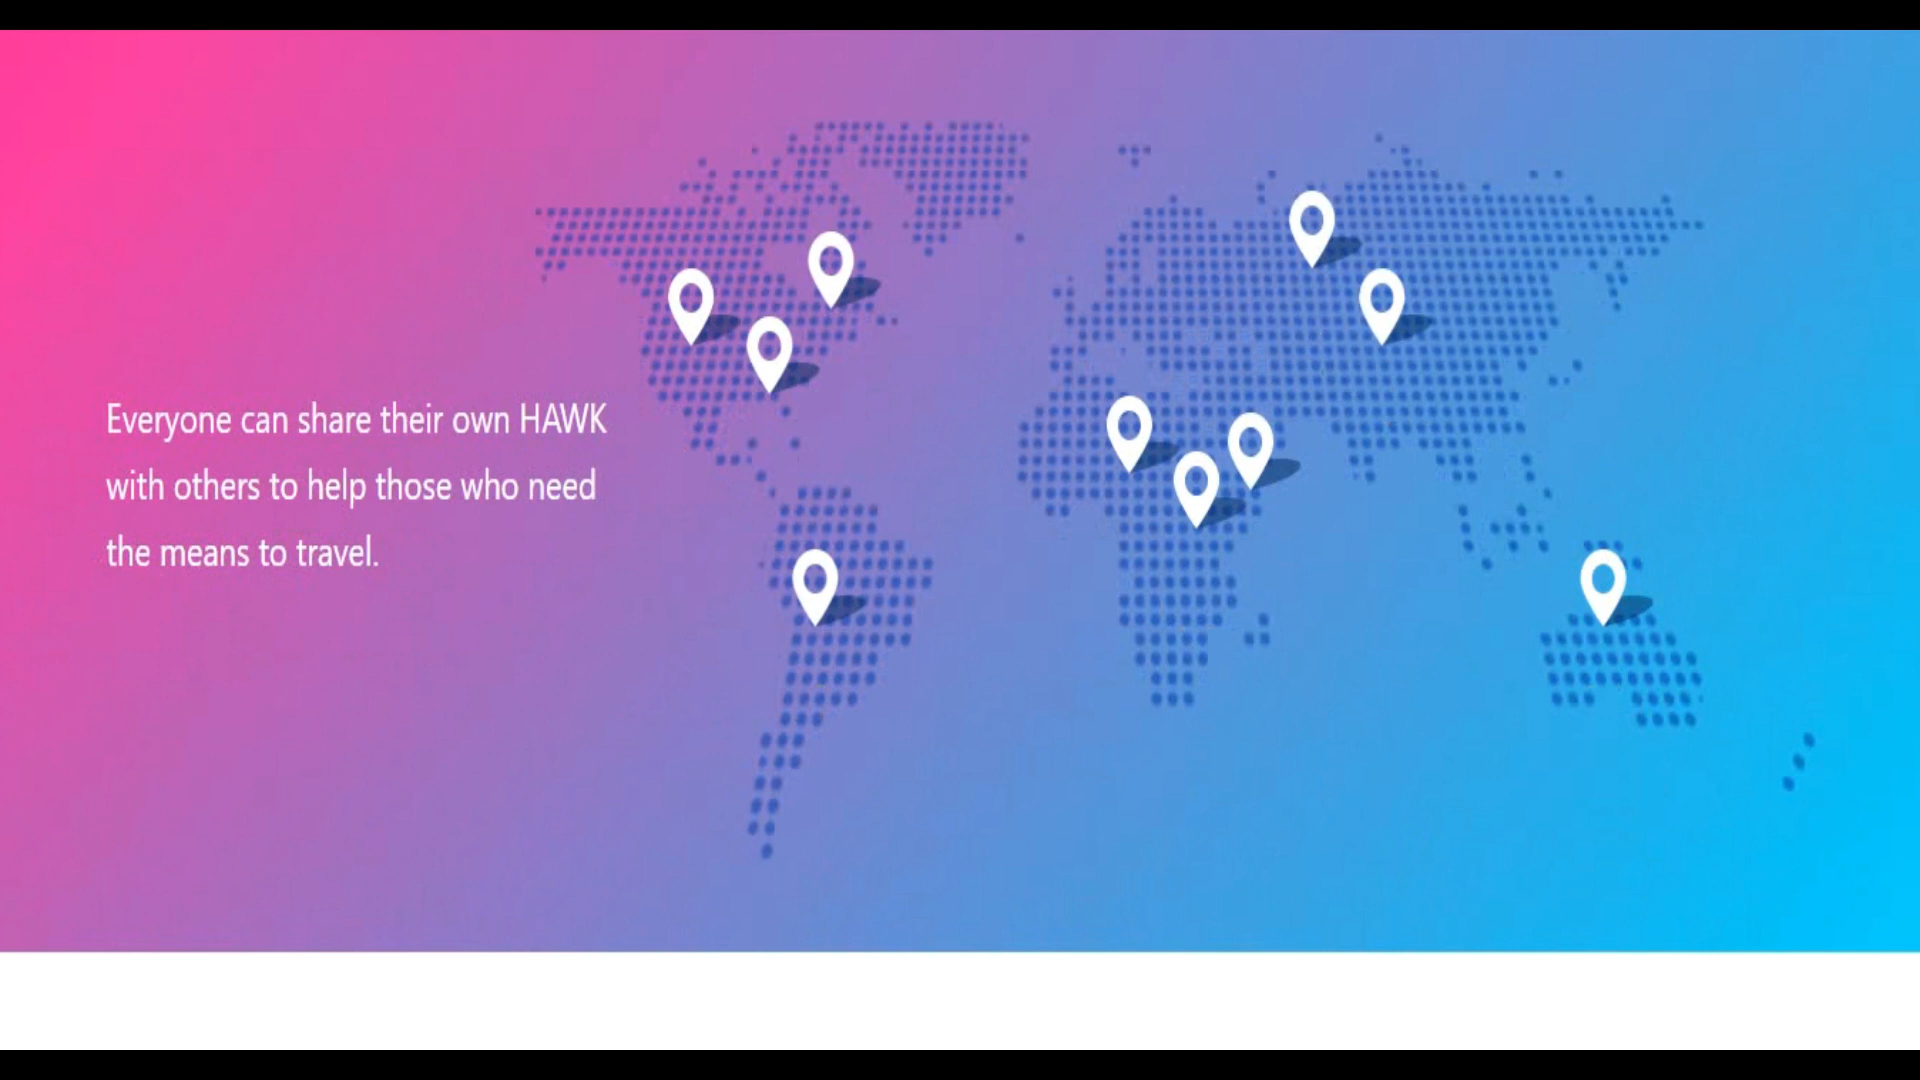 Everyone can share their own HAWK
with others to help those who need
the means to travel.